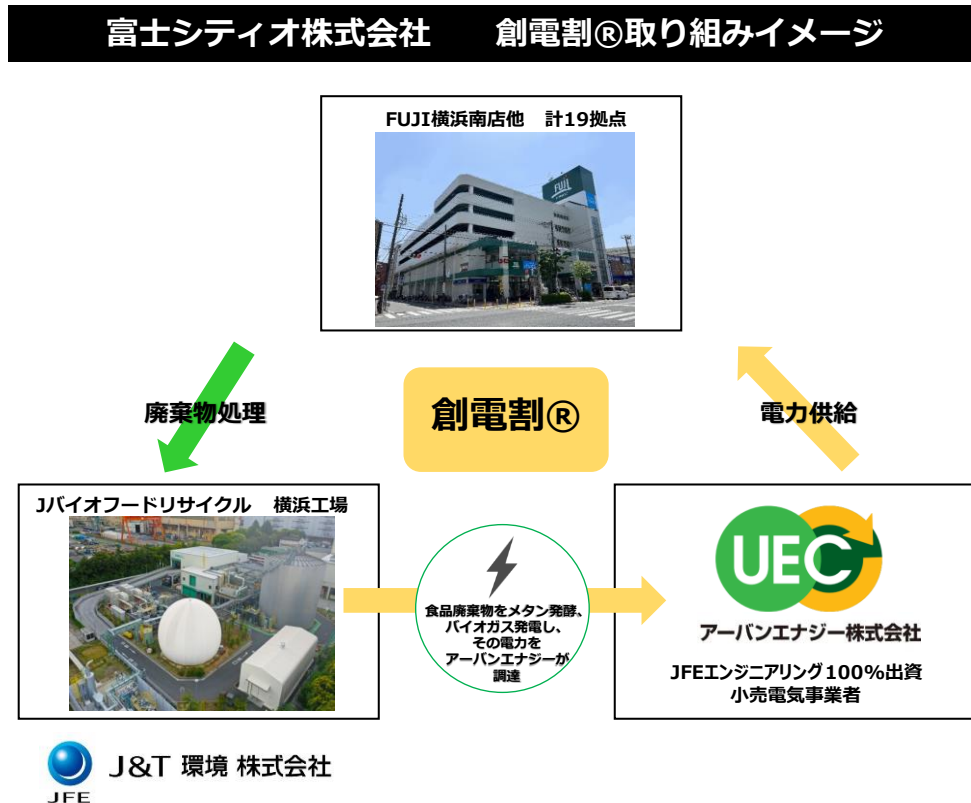 富士シティオ株式会社 創電割®取り組みイメージ
FUJI横浜南店他 計19拠点
FUJI
廃棄物処理
創電割®
電力供給
Jバイオフードリサイクル 横浜工場
食品廃棄物をメタン発酵、
バイオガス発電し、
その電力を
アーバンエナジーが
調達
UEC
アーバンエナジー株式会社
JFEエンジニアリング100%出資
小売電気事業者
J&T 環境 株式会社
JFE